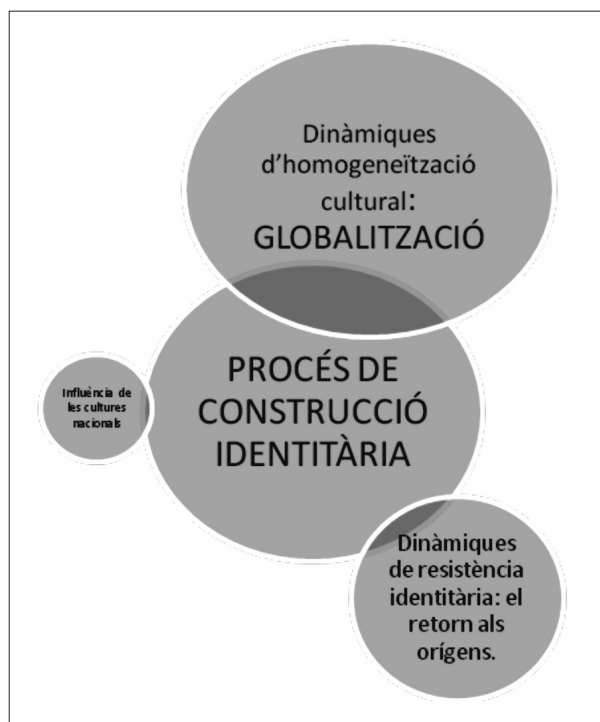 Dinàmiques
d'homogeneïtzació
cultural:
GLOBALITZACIÓ
PROCÉS DE
CONSTRUCCIÓ
IDENTITÀRIA
Influència de
les cultures
nacionals
Dinàmiques
de resistència
identitària: el
retorn als
orígens.